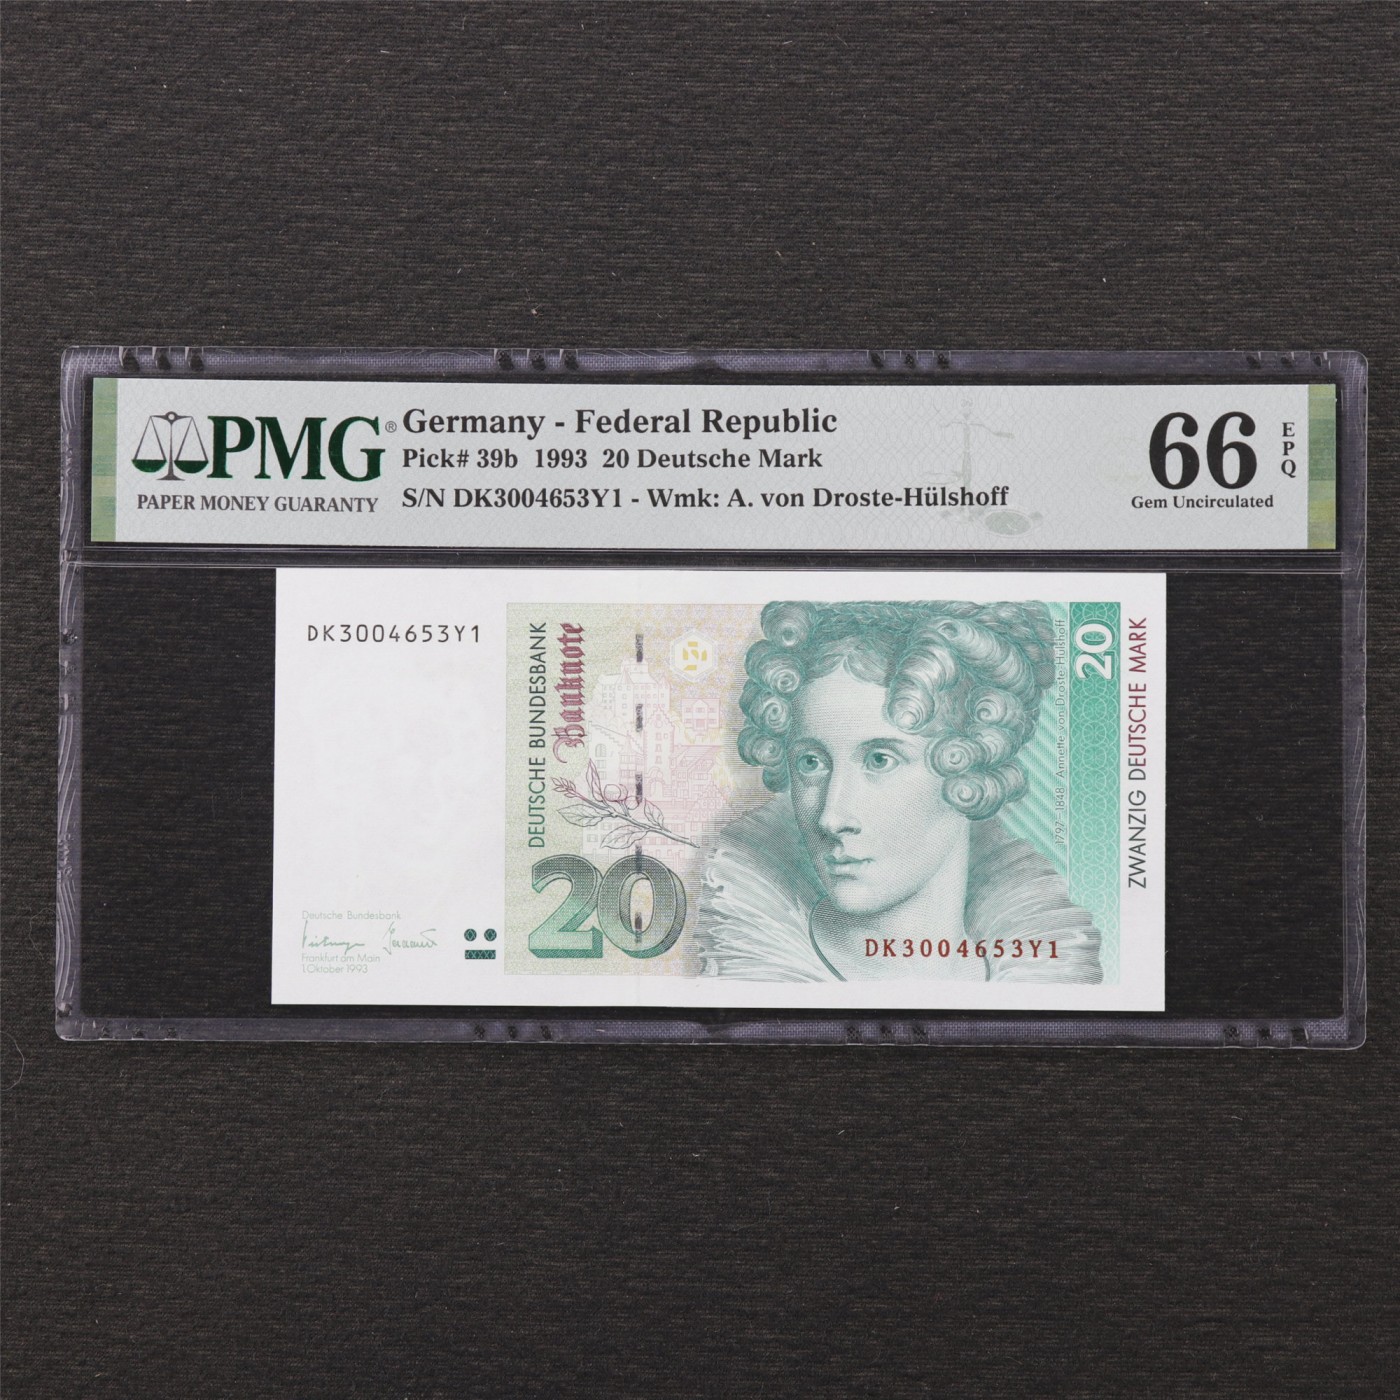 PMG®
PAPER MONEY GUARANTY
Germany - Federal Republic
Pick# 39b 1993 20 Deutsche Mark
S/N DK3004653Y1 - Wmk: A. von Droste-Hülshoff
66
EPQ
Gem Uncirculated
DK3004653Y1
DEUTSCHE BUNDESBANK
Banknote
20
Deutsche Bundesbank
Frankfurt am Main
1.Oktober 1993
DK3004653Y1
1797-1848 Annette von Droste-Hülshoff
20
ZWANZIG DEUTSCHE MARK